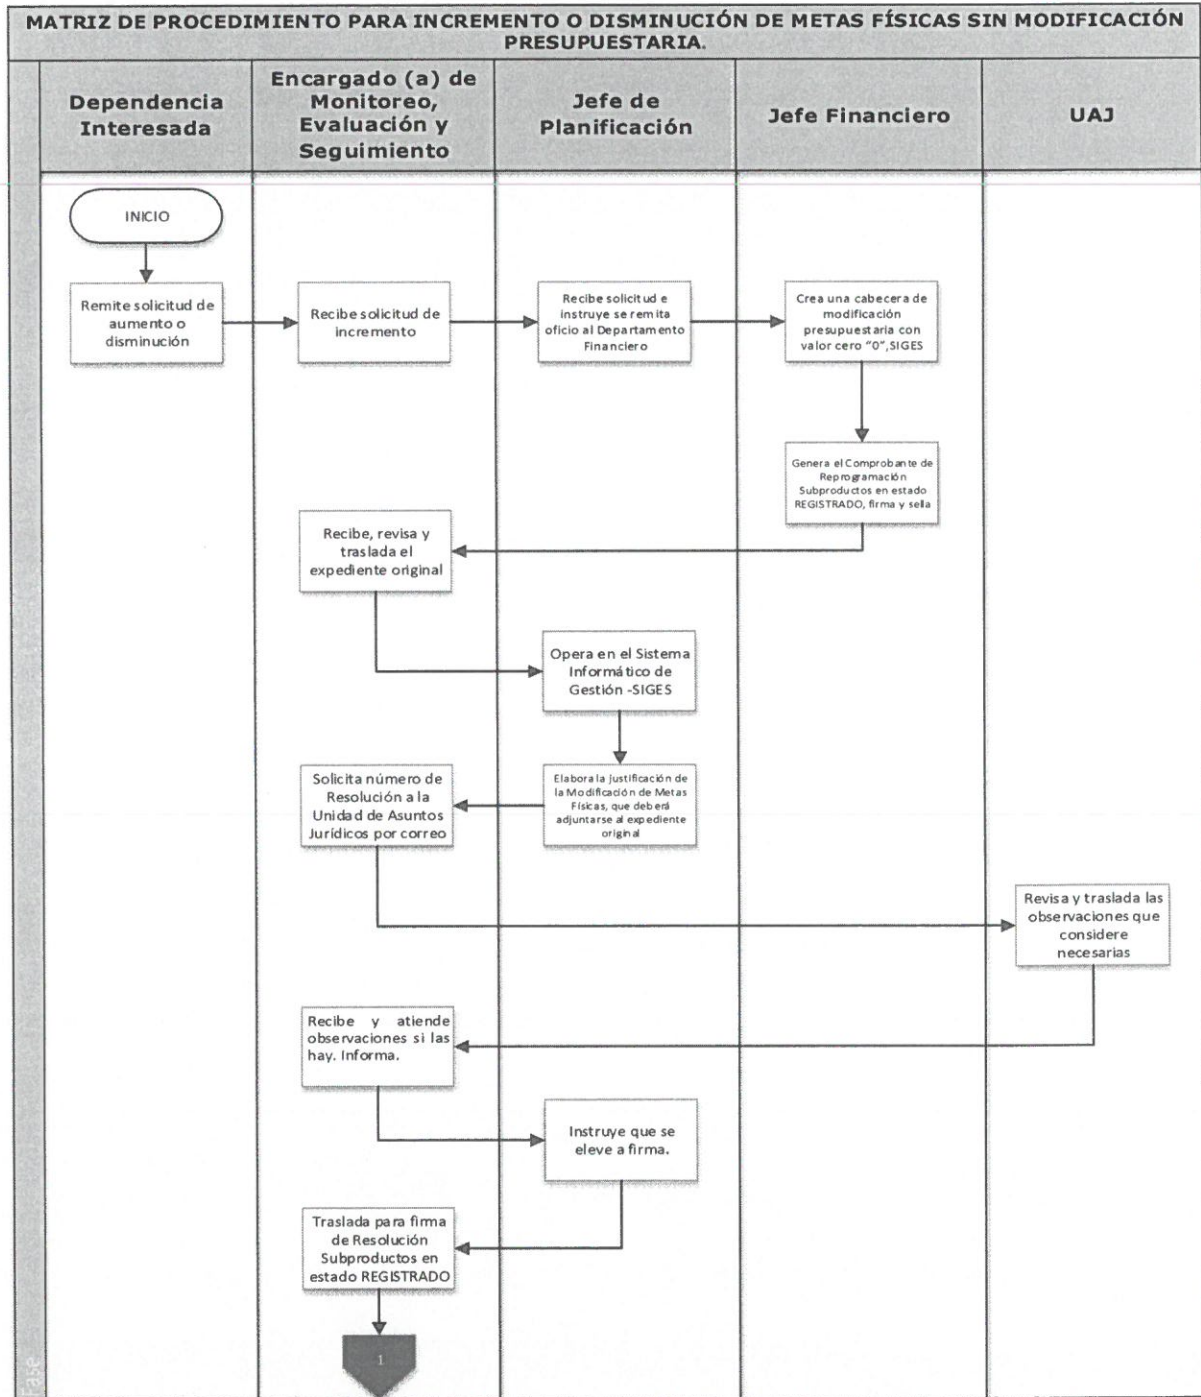 MATRIZ DE PROCEDIMIENTO PARA INCREMENTO O DISMINUCIÓN DE METAS FÍSICAS SIN MODIFICACIÓN
PRESUPUESTARIA.
Dependencia
Interesada
Encargado (a) de
Monitoreo,
Evaluación y
Seguimiento
Jefe de
Planificación
Jefe Financiero
UAJ
INICIO
Remite solicitud de
aumento o
disminución
Recibe solicitud de
incremento
Recibe solicitud e
instruye se remita
oficio al Departamento
Financiero
Crea una cabecera de
modificación
presupuestaria con
valor cero "0",SIGES
Genera el Comprobante de
Reprogramación
Subproductos en estado
REGISTRADO, firma y sella
Recibe, revisa y
traslada el
expediente original
Opera en el Sistema
Informático de
Gestión -SIGES
Elabora la justificación de
la Modificación de Metas
Físicas, que deberá
adjuntarse al expediente
original
Solicita número de
Resolución a la
Unidad de Asuntos
Jurídicos por correo
Revisa y traslada las
observaciones que
considere
necesarias
Recibe y atiende
observaciones si las
hay. Informa.
Instruye que se
eleve a firma.
Traslada para firma
de Resolución
Subproductos en
estado REGISTRADO
1
Fase